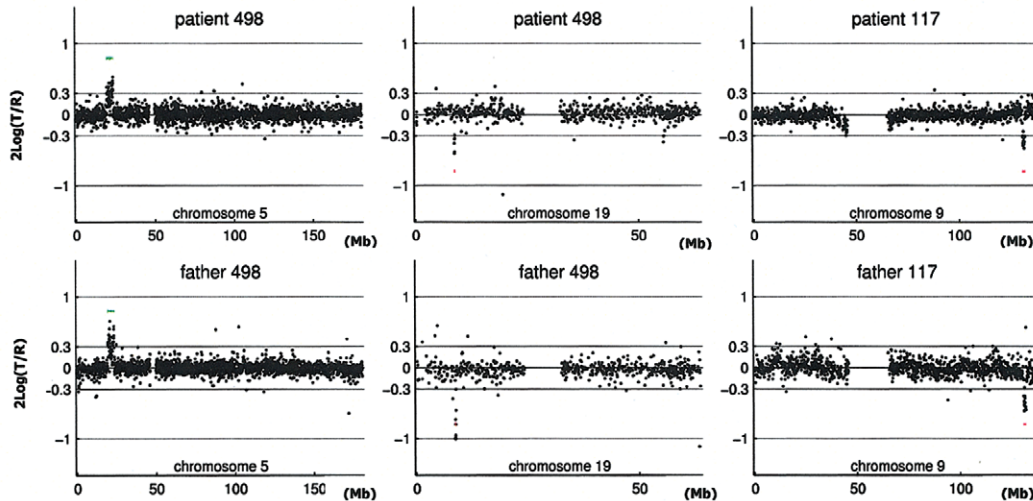 patient 498
patient 498
patient 117
2Log(T/R)
1
0.3
0
-0.3
-1
chromosome 5
0 50 100 150 (Mb)
1
0.3
0
-0.3
-1
chromosome 19
0 50 (Mb)
1
0.3
0
-0.3
-1
chromosome 9
0 100 (Mb)
father 498
father 498
father 117
2Log(T/R)
1
0.3
0
-0.3
-1
chromosome 5
0 50 100 150 (Mb)
1
0.3
0
-0.3
-1
chromosome 19
0 50 (Mb)
1
0.3
0
-0.3
-1
chromosome 9
0 100 (Mb)